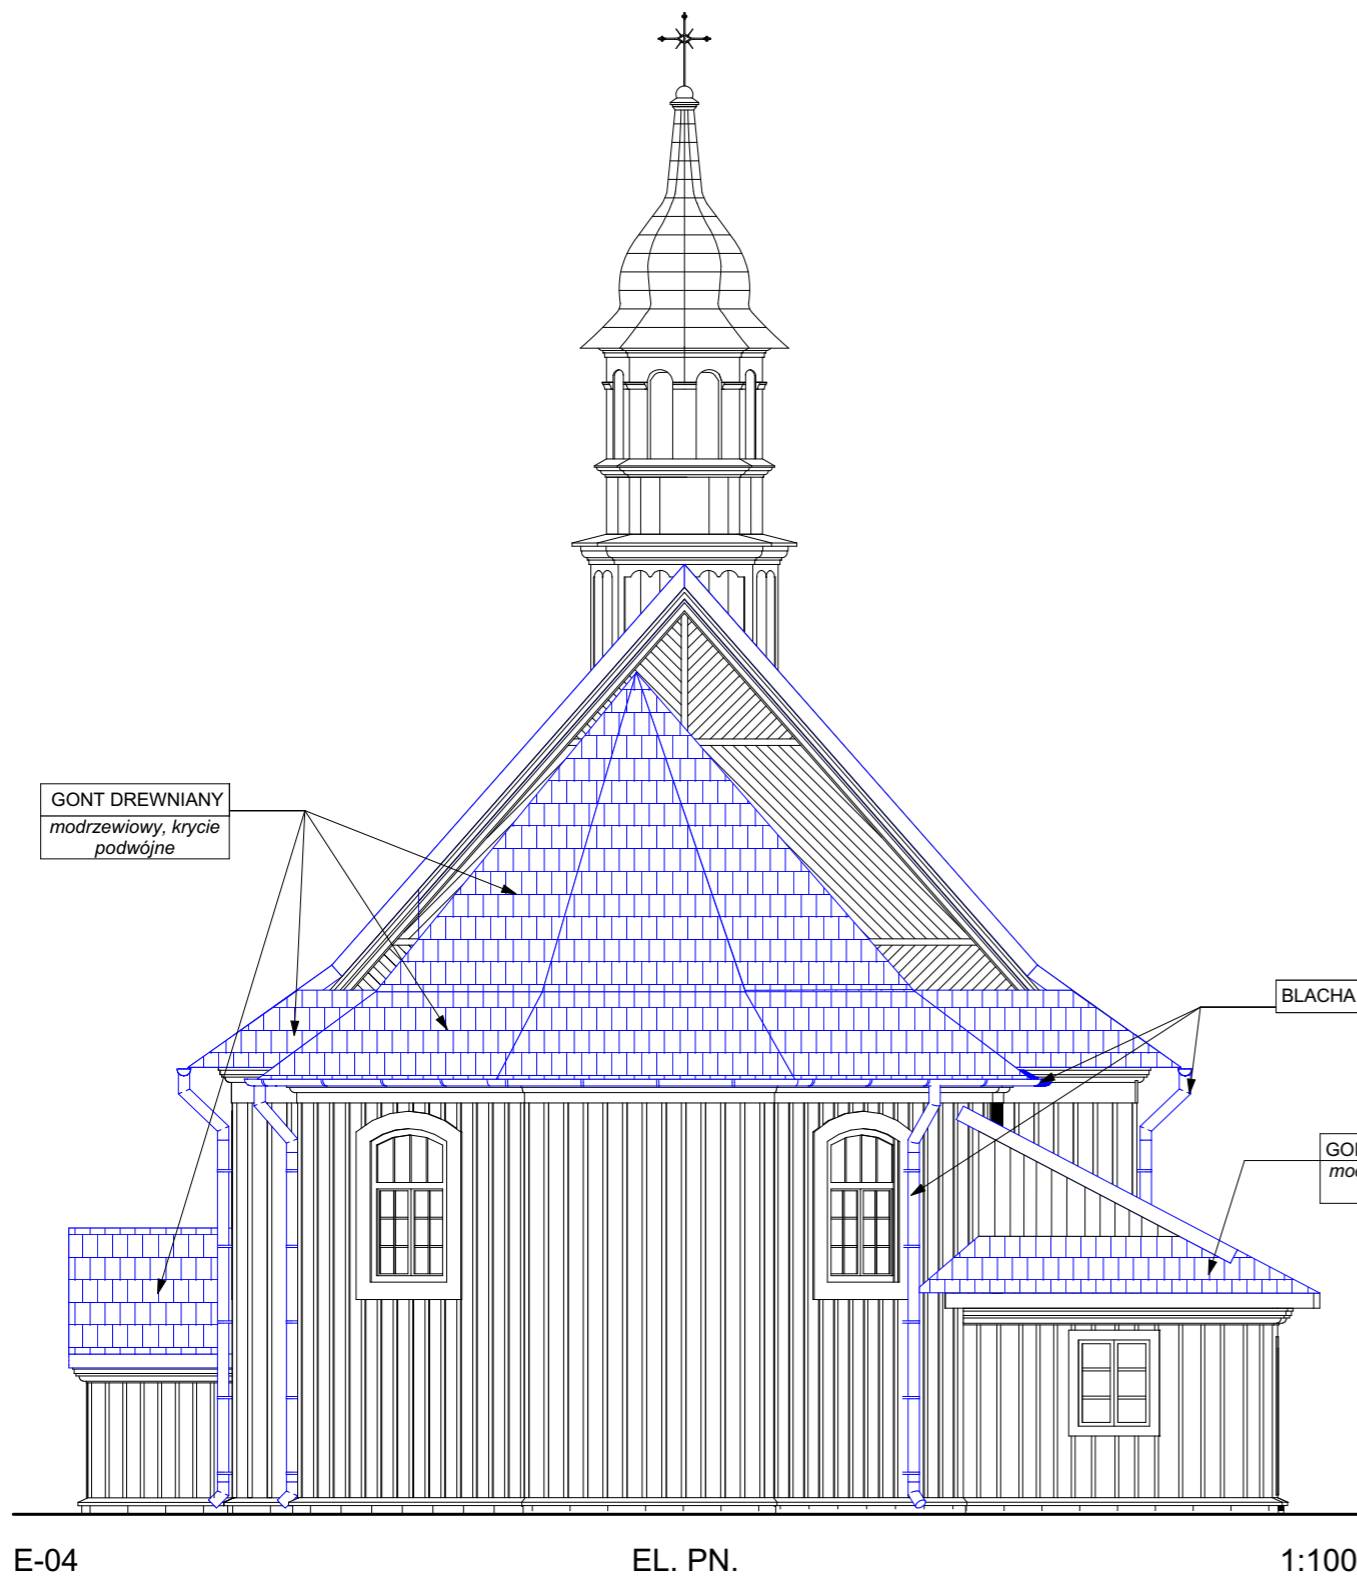 GONT DREWNIANY
modrzewiowy, krycie
podwójne
BLACHA
E-04
EL. PN.
1:100